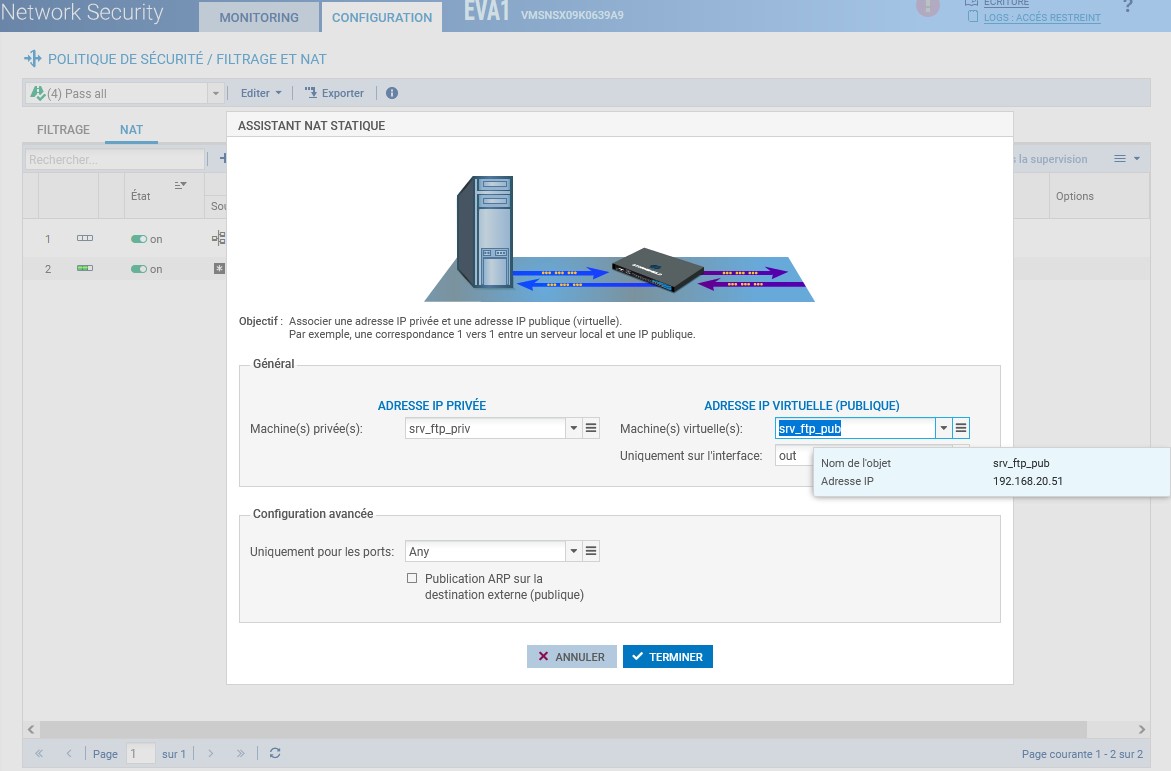 Network Security
MONITORING
CONFIGURATION
EVA1
VMSNSX09K0639A9
ÉCRITURE
LOGS : ACCÈS RESTREINT
?
POLITIQUE DE SÉCURITÉ / FILTRAGE ET NAT
(4) Pass all
Editer
Exporter
FILTRAGE
NAT
Rechercher...
la supervision
État
Sou
Options
1
on
2
on
ASSISTANT NAT STATIQUE
Objectif : Associer une adresse IP privée et une adresse IP publique (virtuelle).
Par exemple, une correspondance 1 vers 1 entre un serveur local et une IP publique.
Général
ADRESSE IP PRIVÉE
ADRESSE IP VIRTUELLE (PUBLIQUE)
Machine(s) privée(s): srv_ftp_priv
Machine(s) virtuelle(s): srv_ftp_pub
Uniquement sur l'interface: out
Nom de l'objet srv_ftp_pub
Adresse IP 192.168.20.51
Configuration avancée
Uniquement pour les ports: Any
Publication ARP sur la
destination externe (publique)
ANNULER
TERMINER
Page 1 sur 1
Page courante 1 - 2 sur 2